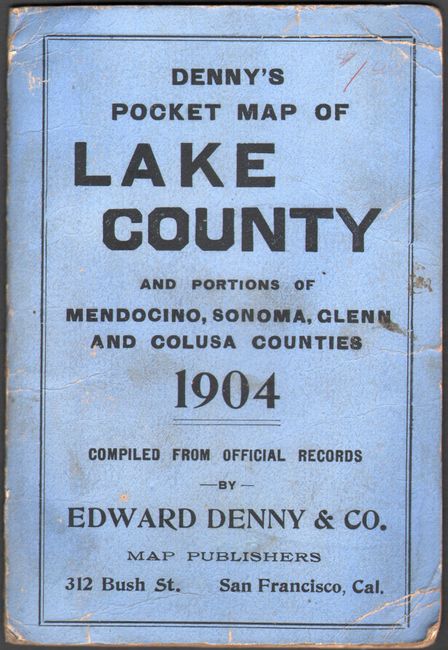 DENNY'S
POCKET MAP OF
LAKE
COUNTY
AND PORTIONS OF
MENDOCINO, SONOMA, GLENN
AND COLUSA COUNTIES
1904
COMPILED FROM OFFICIAL RECORDS
—BY—
EDWARD DENNY & CO.
MAP PUBLISHERS
312 Bush St. San Francisco, Cal.